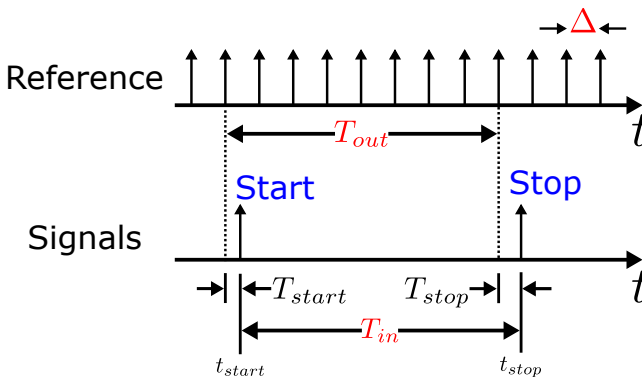 Δ
Reference
t
T_out
Start
Stop
Signals
t
T_start
T_stop
T_in
t_start
t_stop